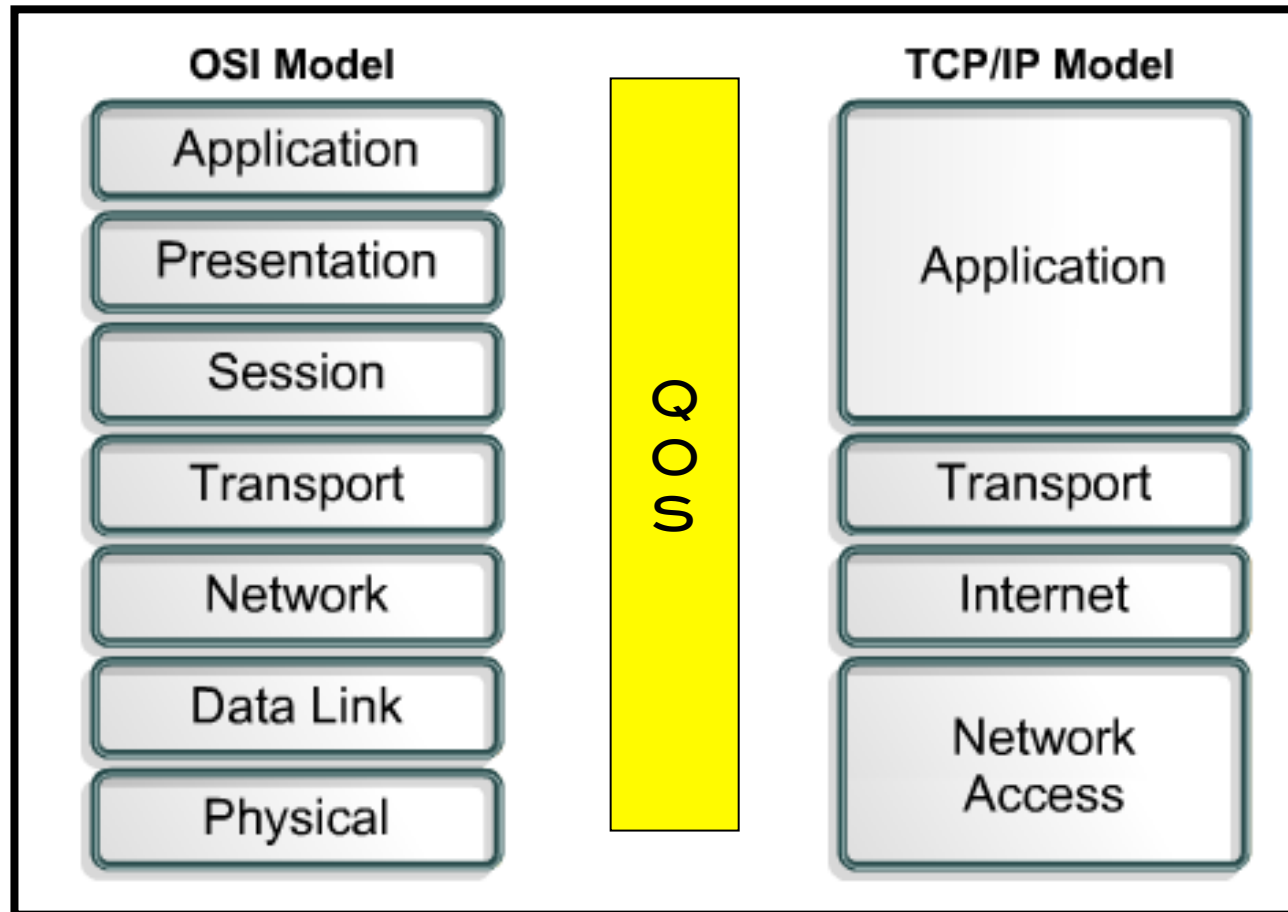 OSI Model
Application
Presentation
Session
Transport
Network
Data Link
Physical
Q
O
S
TCP/IP Model
Application
Transport
Internet
Network
Access